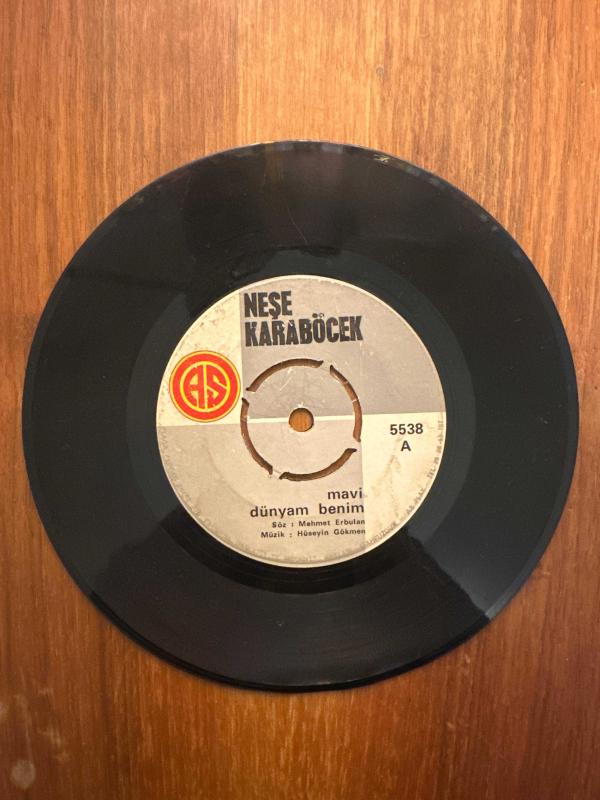 NEŞE
KARABÖCEK
AS
5538
A
mavi
dünyam benim
Söz : Mehmet Erbulan
Müzik : Hüseyin Gökmen